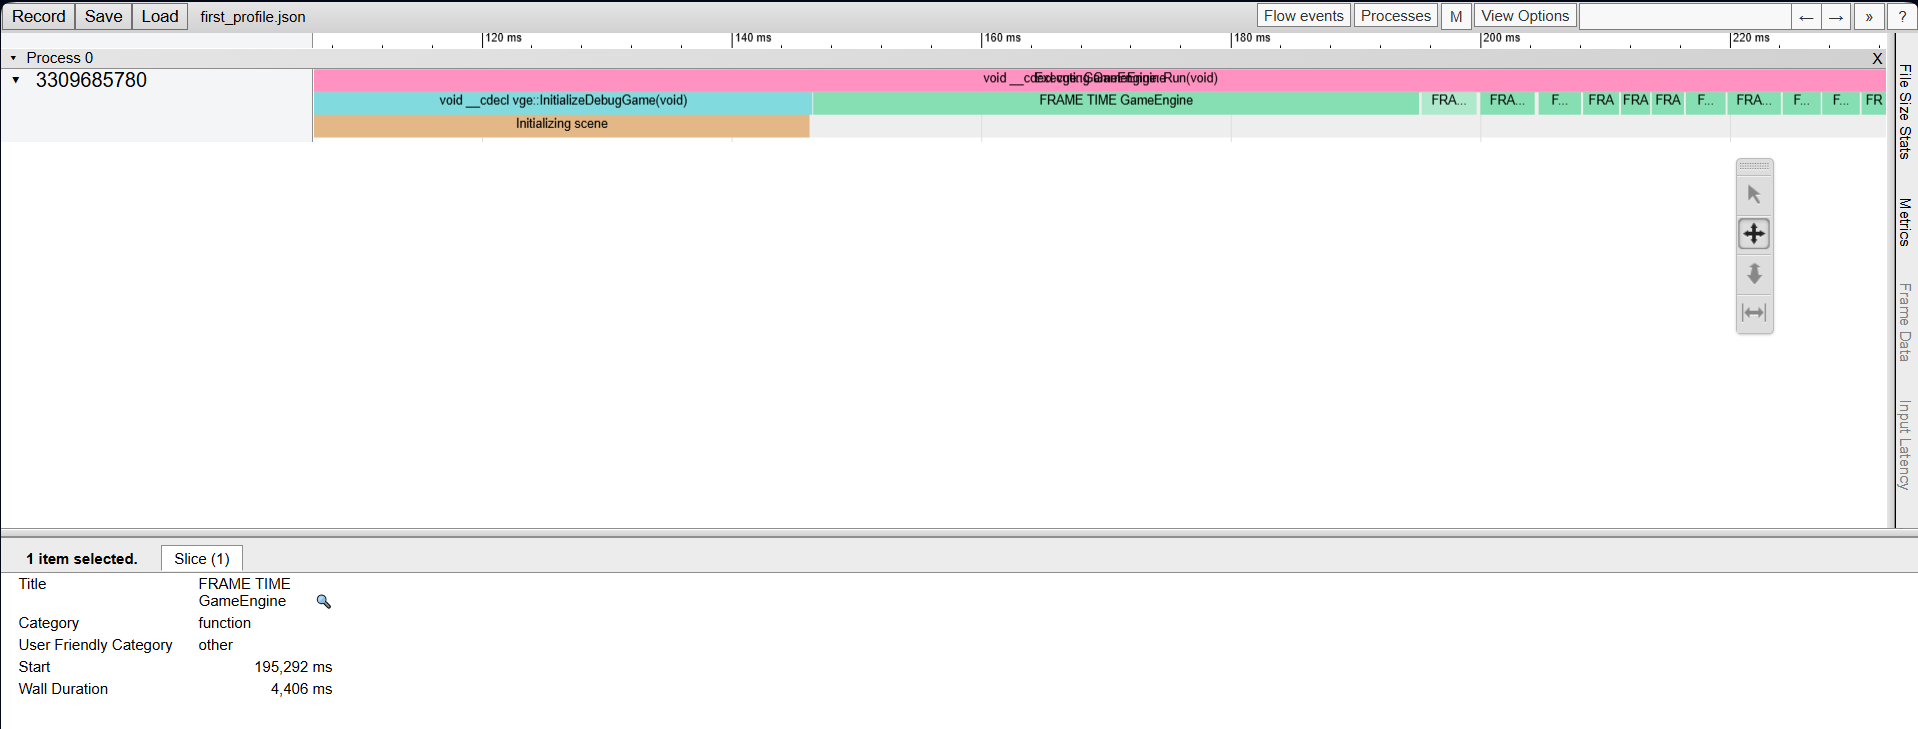 Record Save Load first_profile.json Flow events Processes M View Options ← → » ?
120 ms 140 ms 160 ms 180 ms 200 ms 220 ms
Process 0 X
3309685780
void __cdecl vge::GameEngine::Run(void)
void __cdecl vge::InitializeDebugGame(void) FRAME TIME GameEngine FRA... FRA... F... FRA FRA FRA F... FRA... F... F... FR
Initializing scene
File Size Stats
Metrics
Frame Data
Input Latency
1 item selected. Slice (1)
Title FRAME TIME
GameEngine
Category function
User Friendly Category other
Start 195,292 ms
Wall Duration 4,406 ms